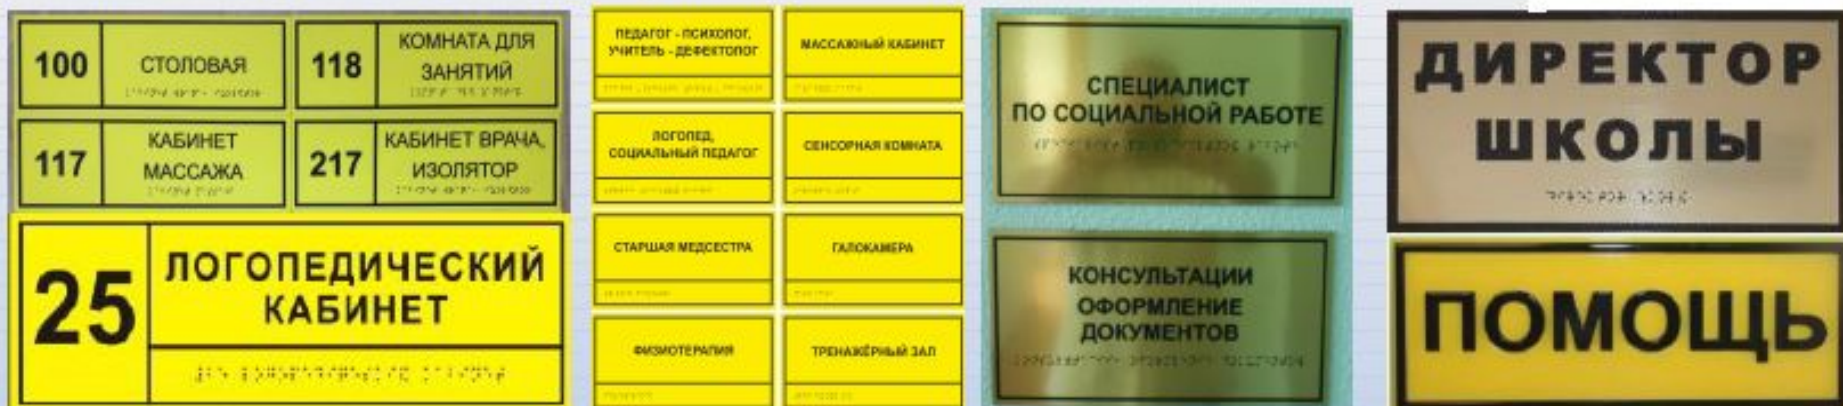 100
СТОЛОВАЯ
118
КОМНАТА ДЛЯ
ЗАНЯТИЙ
117
КАБИНЕТ
МАССАЖА
217
КАБИНЕТ ВРАЧА,
ИЗОЛЯТОР
25
ЛОГОПЕДИЧЕСКИЙ
КАБИНЕТ
ПЕДАГОГ - ПСИХОЛОГ,
УЧИТЕЛЬ - ДЕФЕКТОЛОГ
МАССАЖНЫЙ КАБИНЕТ
ЛОГОПЕД,
СОЦИАЛЬНЫЙ ПЕДАГОГ
СЕНСОРНАЯ КОМНАТА
СТАРШАЯ МЕДСЕСТРА
ГАЛОКАМЕРА
ФИЗИОТЕРАПИЯ
ТРЕНАЖЁРНЫЙ ЗАЛ
СПЕЦИАЛИСТ
ПО СОЦИАЛЬНОЙ РАБОТЕ
КОНСУЛЬТАЦИИ
ОФОРМЛЕНИЕ
ДОКУМЕНТОВ
ДИРЕКТОР
ШКОЛЫ
ПОМОЩЬ